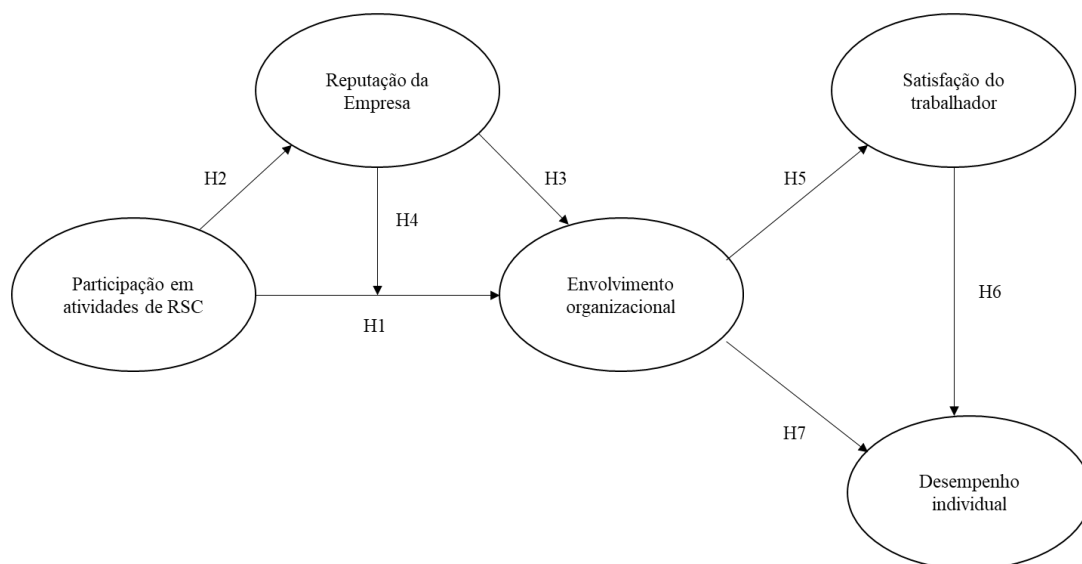 Reputação da
Empresa
Satisfação do
trabalhador
H2
H3
H5
H4
Participação em
atividades de RSC
Envolvimento
organizacional
H6
H1
H7
Desempenho
individual